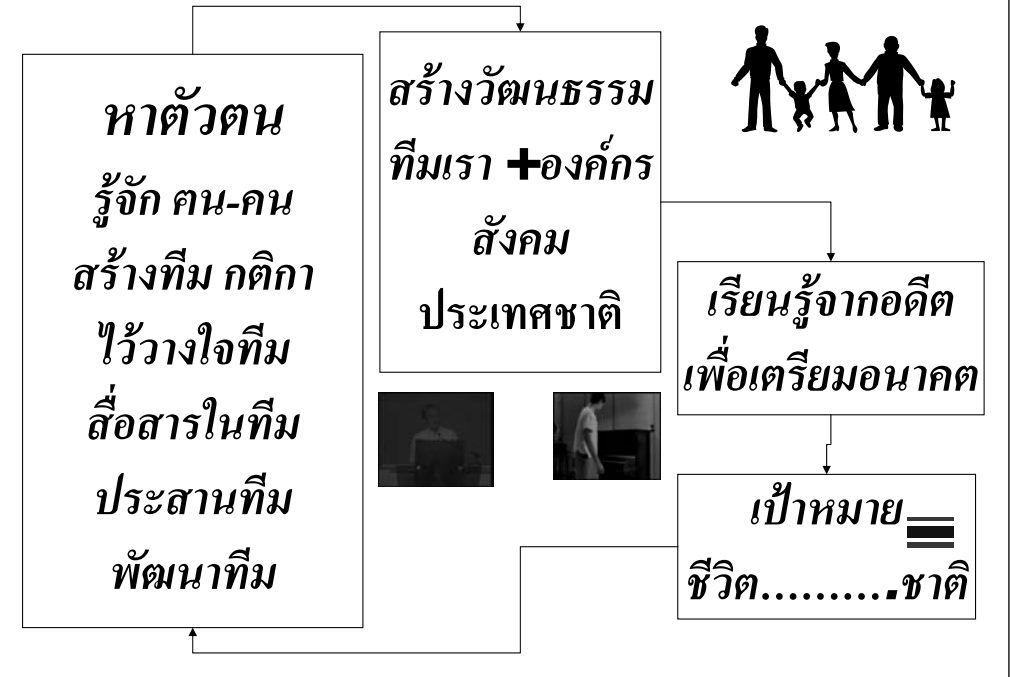 หาตัวตน
รู้จัก ตน-คน
สร้างทีม กติกา
ไว้วางใจทีม
สื่อสารในทีม
ประสานทีม
พัฒนาทีม
สร้างวัฒนธรรม
ทีมเรา +องค์กร
สังคม
ประเทศชาติ
เรียนรู้จากอดีต
เพื่อเตรียมอนาคต
เป้าหมาย
ชีวิต..........ชาติ